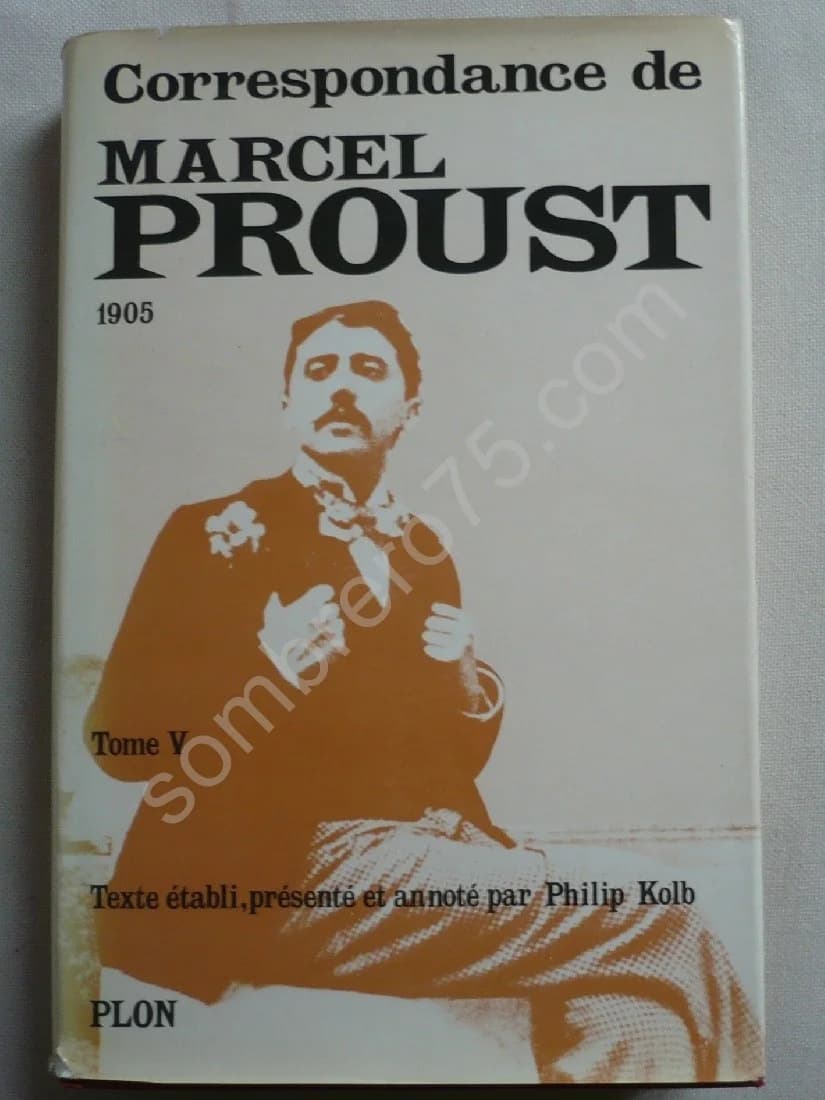 Correspondance de
MARCEL
PROUST
1905
sombrero75.com
Tome V
Texte établi, présenté et annoté par Philip Kolb
PLON